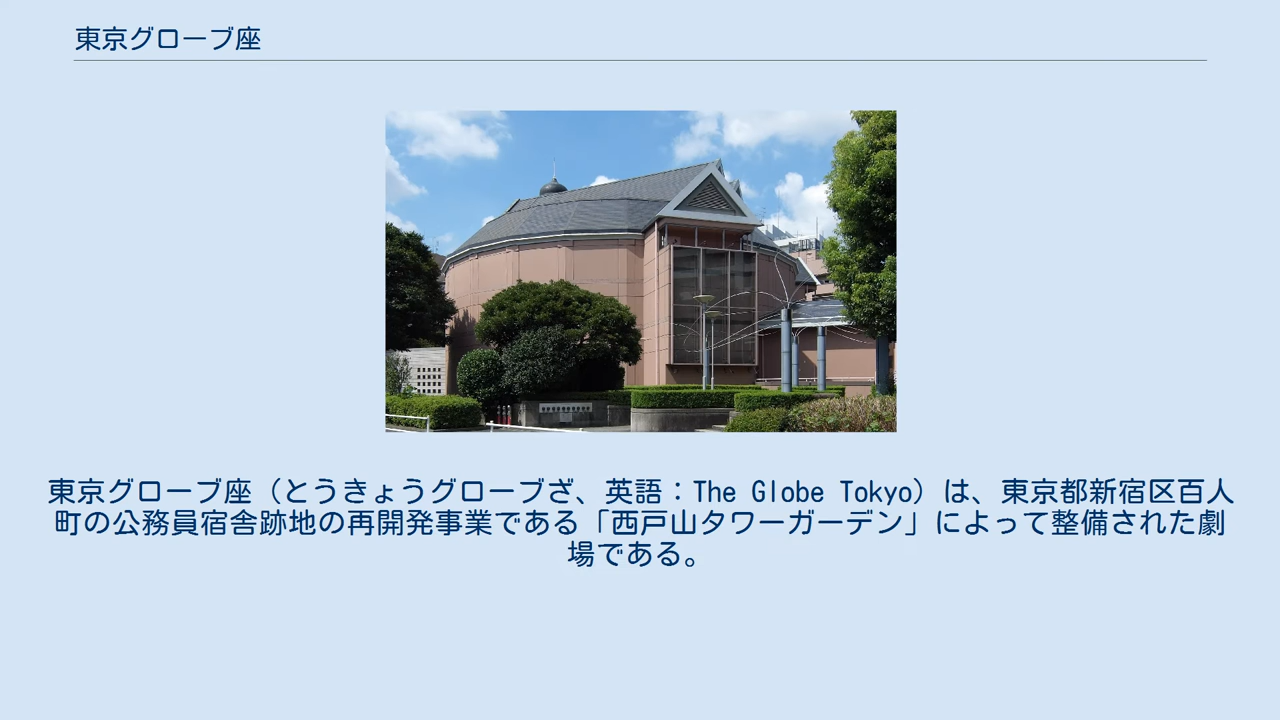 東京グローブ座
東京グローブ座（とうきょうグローブざ、英語：The Globe Tokyo）は、東京都新宿区百人
町の公務員宿舎跡地の再開発事業である「西戸山タワーガーデン」によって整備された劇
場である。